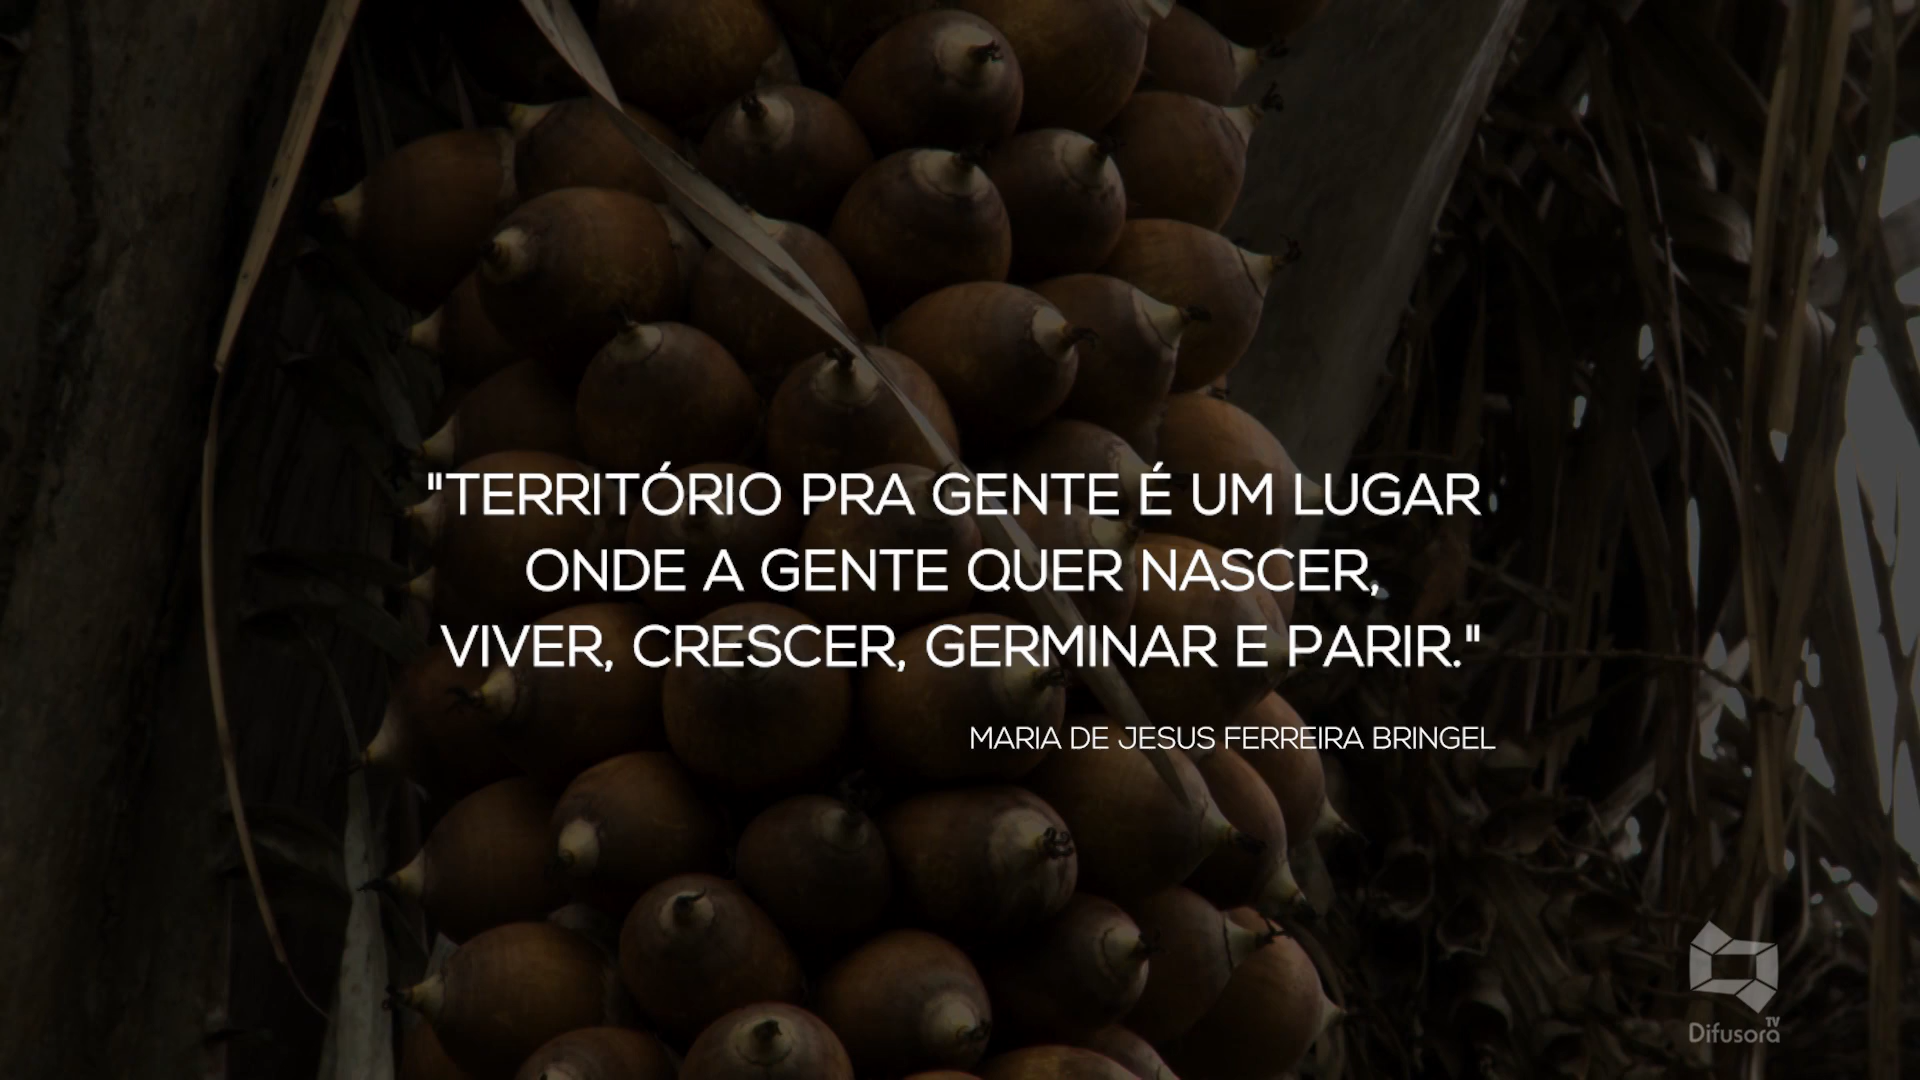 "TERRITÓRIO PRA GENTE É UM LUGAR
ONDE A GENTE QUER NASCER,
VIVER, CRESCER, GERMINAR E PARIR."
MARIA DE JESUS FERREIRA BRINGEL
TV
Difusora